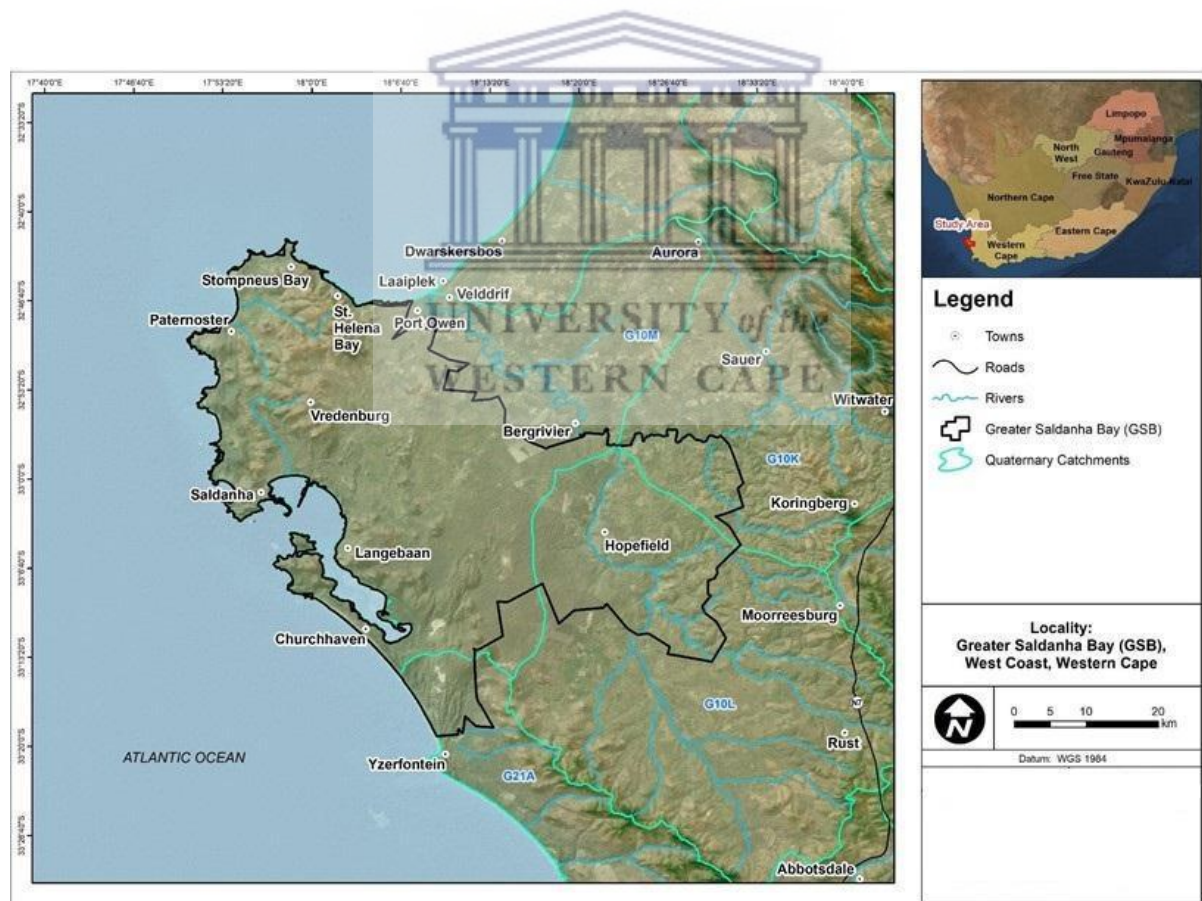 17°40'0"E 17°46'40"E 17°53'20"E 18°0'0"E 18°6'40"E 18°13'20"E 18°20'0"E 18°26'40"E 18°33'20"E 18°40'0"E
32°33'20"S
32°40'0"S
32°46'40"S
32°53'20"S
33°0'0"S
33°6'40"S
33°13'20"S
33°20'0"S
33°26'40"S
Dwarskersbos
Aurora
Stompneus Bay
Laaiplek
Velddrif
Paternoster
St.
Helena
Bay
Port Owen
UNIVERSITY of the
WESTERN CAPE
G10M
Sauer
Witwater
Vredenburg
Bergrivier
G10K
Saldanha
Koringberg
Langebaan
Hopefield
Moorreesburg
Churchhaven
G10L
N7
Rust
ATLANTIC OCEAN
Yzerfontein
G21A
Abbotsdale
Limpopo
Mpumalanga
North
West
Gauteng
Free State
KwaZulu-Natal
Northern Cape
Study Area
Eastern Cape
Western
Cape
Legend
Towns
Roads
Rivers
Greater Saldanha Bay (GSB)
Quaternary Catchments
Locality:
Greater Saldanha Bay (GSB),
West Coast, Western Cape
N
0 5 10 20
km
Datum: WGS 1984